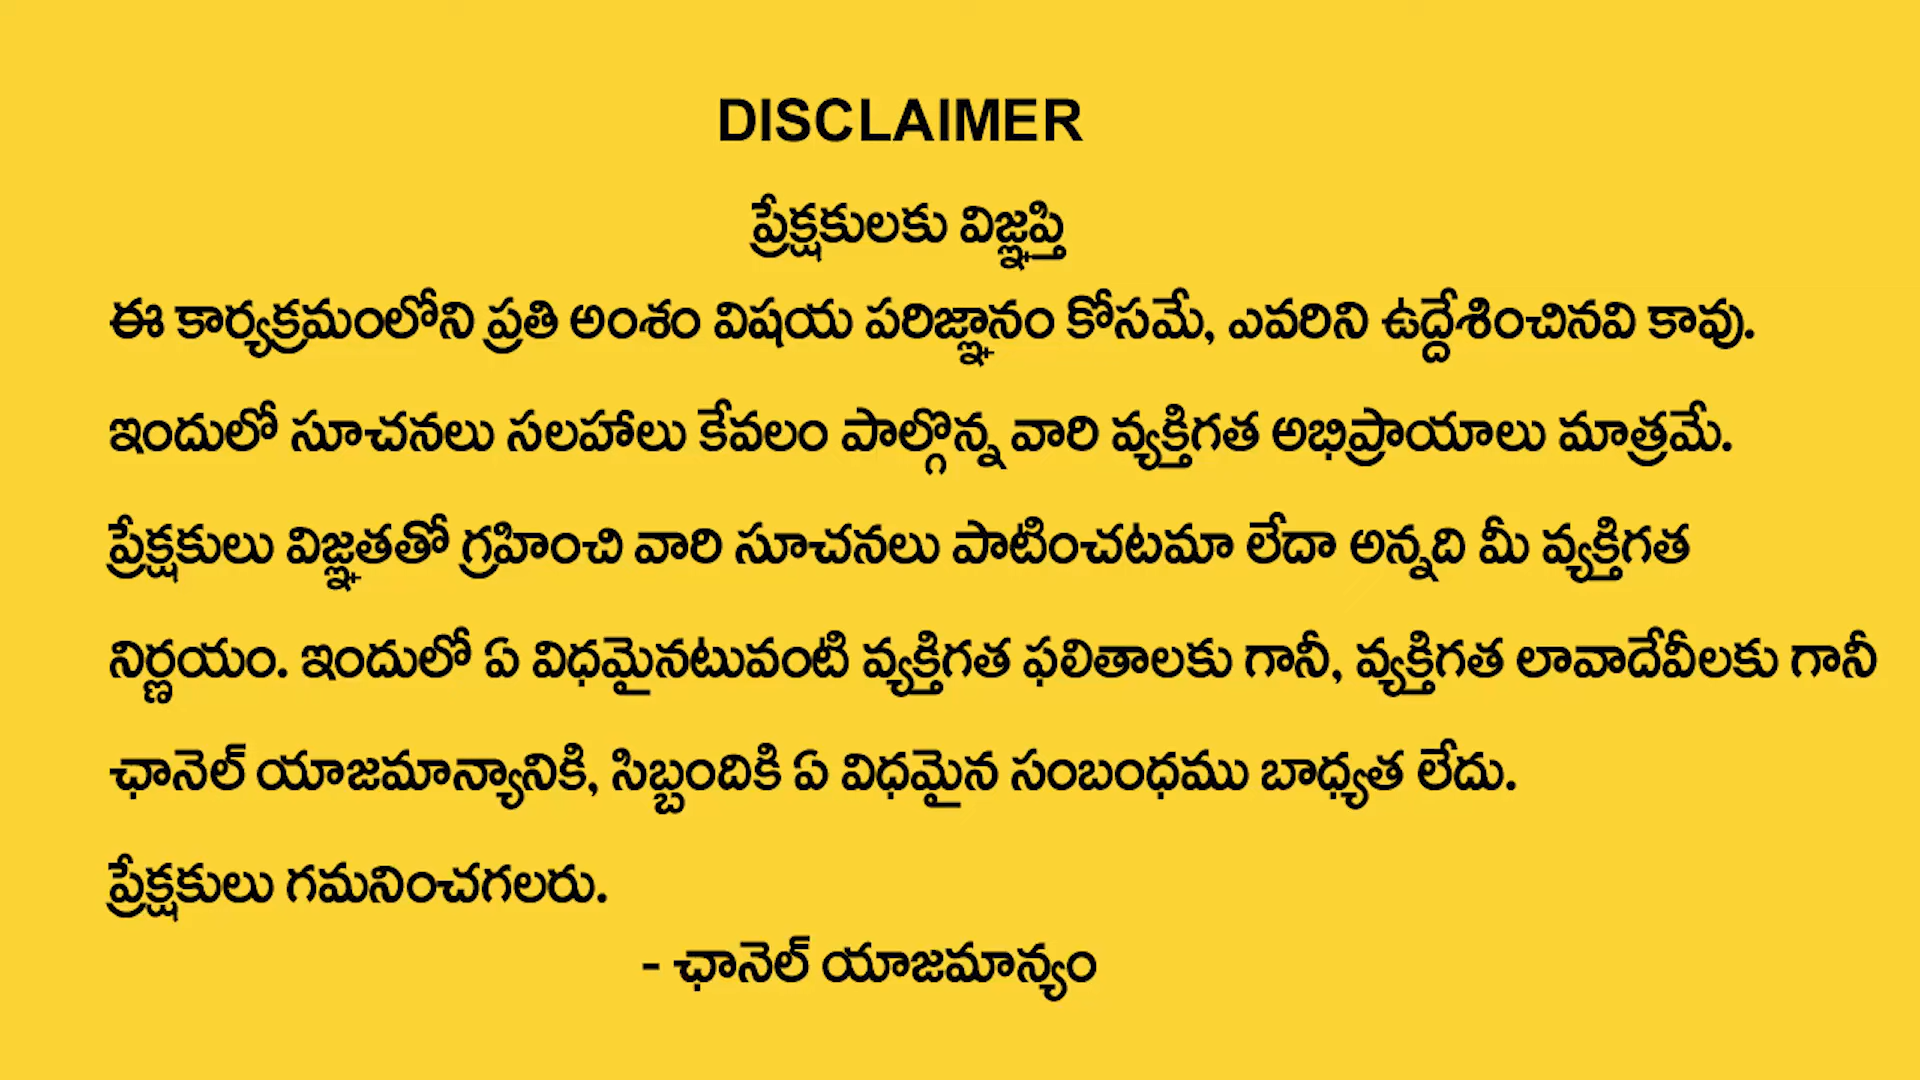 DISCLAIMER
ప్రేక్షకులకు విజ్ఞప్తి
ఈ కార్యక్రమంలోని ప్రతి అంశం విషయ పరిజ్ఞానం కోసమే, ఎవరిని ఉద్దేశించినవి కావు.
ఇందులో సూచనలు సలహాలు కేవలం పాల్గొన్న వారి వ్యక్తిగత అభిప్రాయాలు మాత్రమే.
ప్రేక్షకులు విజ్ఞతతో గ్రహించి వారి సూచనలు పాటించటమా లేదా అన్నది మీ వ్యక్తిగత
నిర్ణయం. ఇందులో ఏ విధమైనటువంటి వ్యక్తిగత ఫలితాలకు గానీ, వ్యక్తిగత లావాదేవీలకు గానీ
ఛానెల్ యాజమాన్యానికి, సిబ్బందికి ఏ విధమైన సంబంధము బాధ్యత లేదు.
ప్రేక్షకులు గమనించగలరు.
- ఛానెల్ యాజమాన్యం